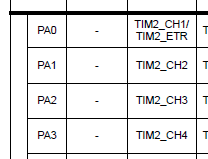 PA0 - TIM2_CH1/
TIM2_ETR
PA1 - TIM2_CH2
PA2 - TIM2_CH3
PA3 - TIM2_CH4